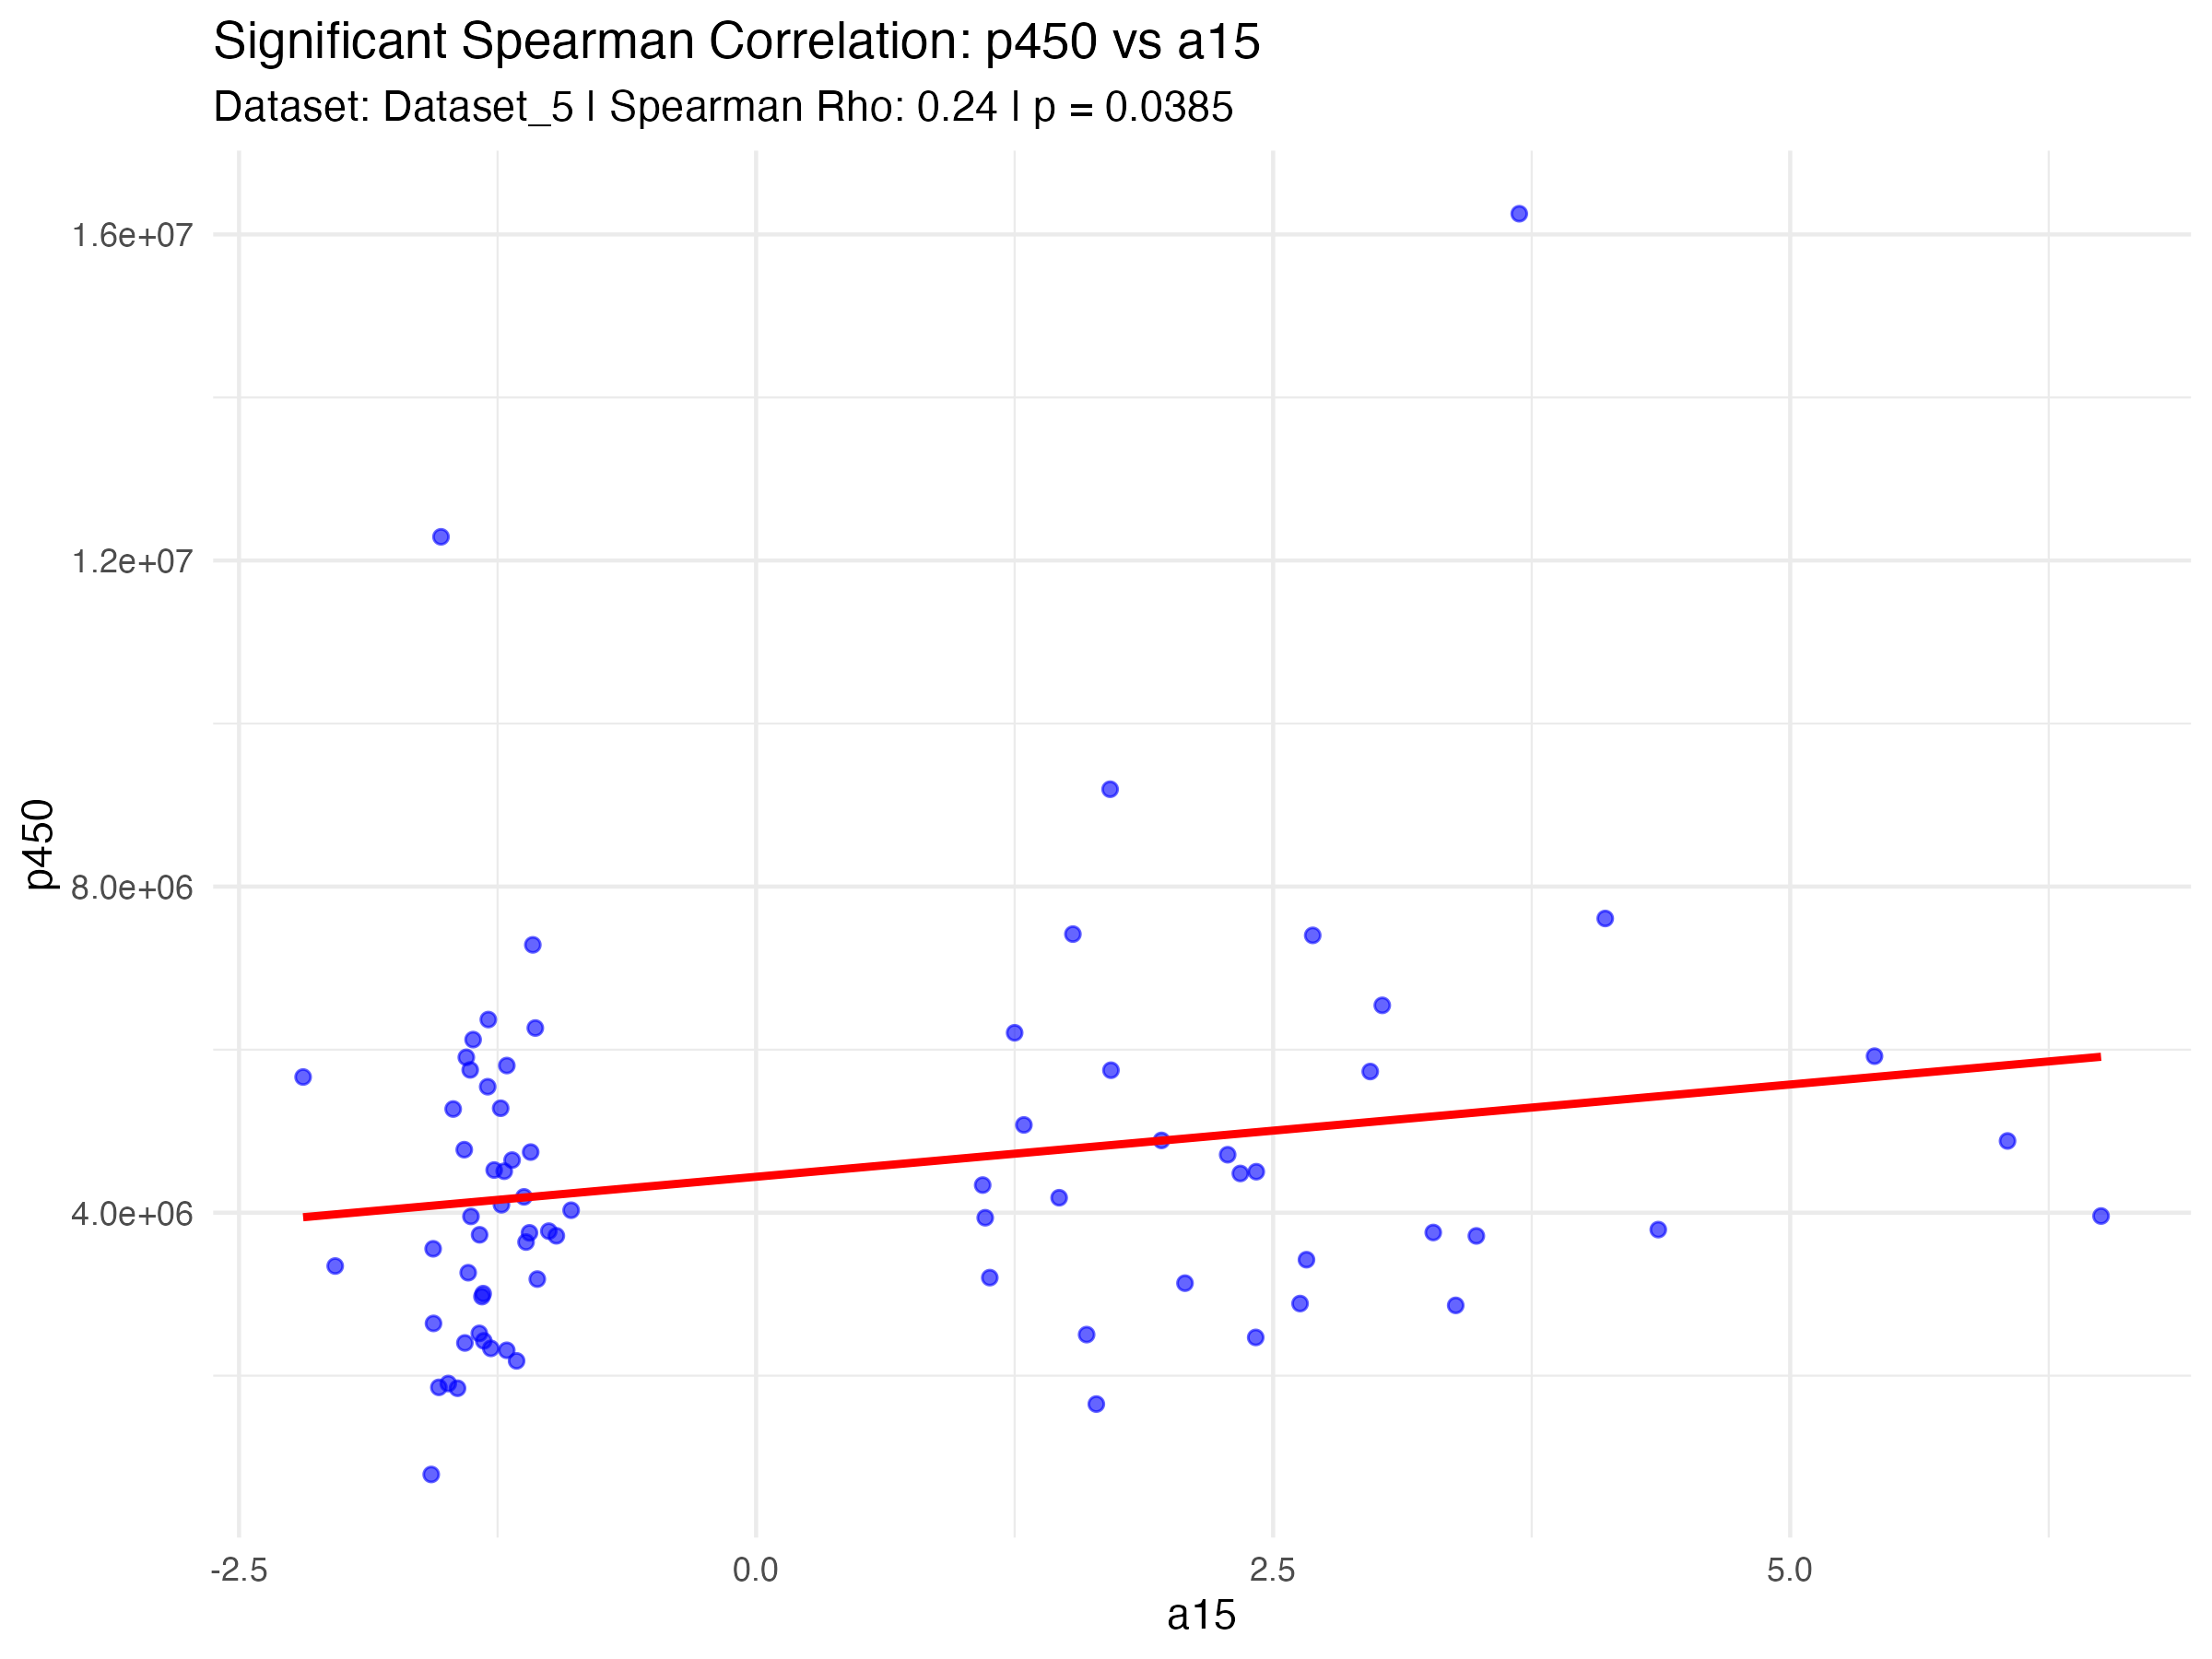 Significant Spearman Correlation: p450 vs a15
Dataset: Dataset_5 | Spearman Rho: 0.24 | p = 0.0385
1.6e+07
1.2e+07
8.0e+06
4.0e+06
p450
-2.5
0.0
2.5
5.0
a15